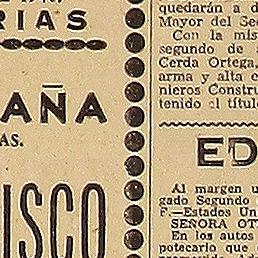 RIAS
AÑA
AS.
ISCO
quedarán a d
Mayor del Se
Con la mis
segundo de s
Cerda Ortega,
arma y alta e
nieros Constru
tenido el título
ED
Al margen u
gado Segundo
F.—Estados Un
SEÑORA OT
En los autos
potecario que